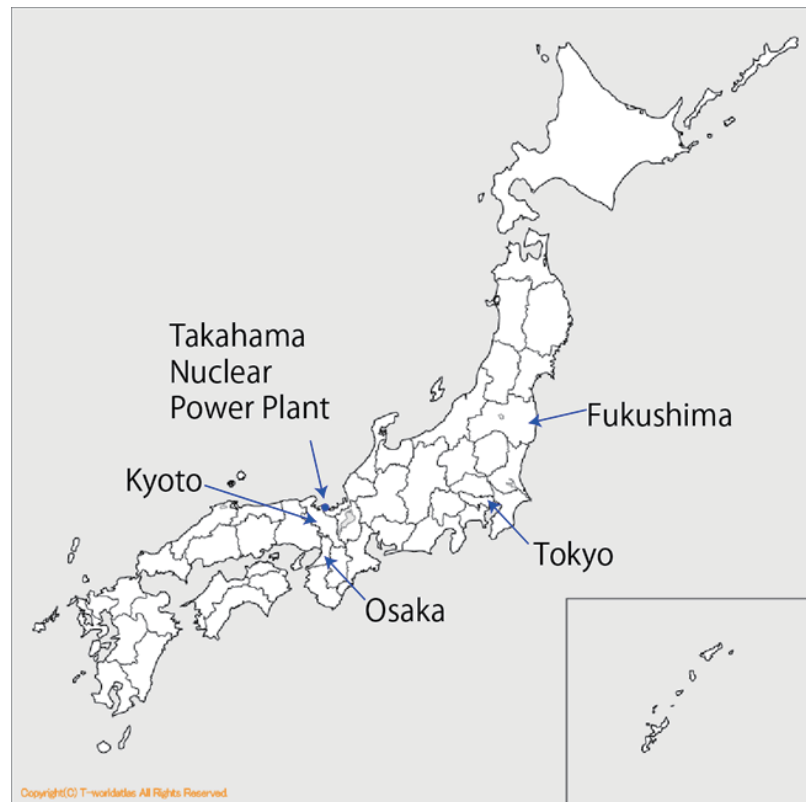 Takahama
Nuclear
Power Plant
Fukushima
Kyoto
Tokyo
Osaka
Copyright(C) T-worldatlas All Rights Reserved.